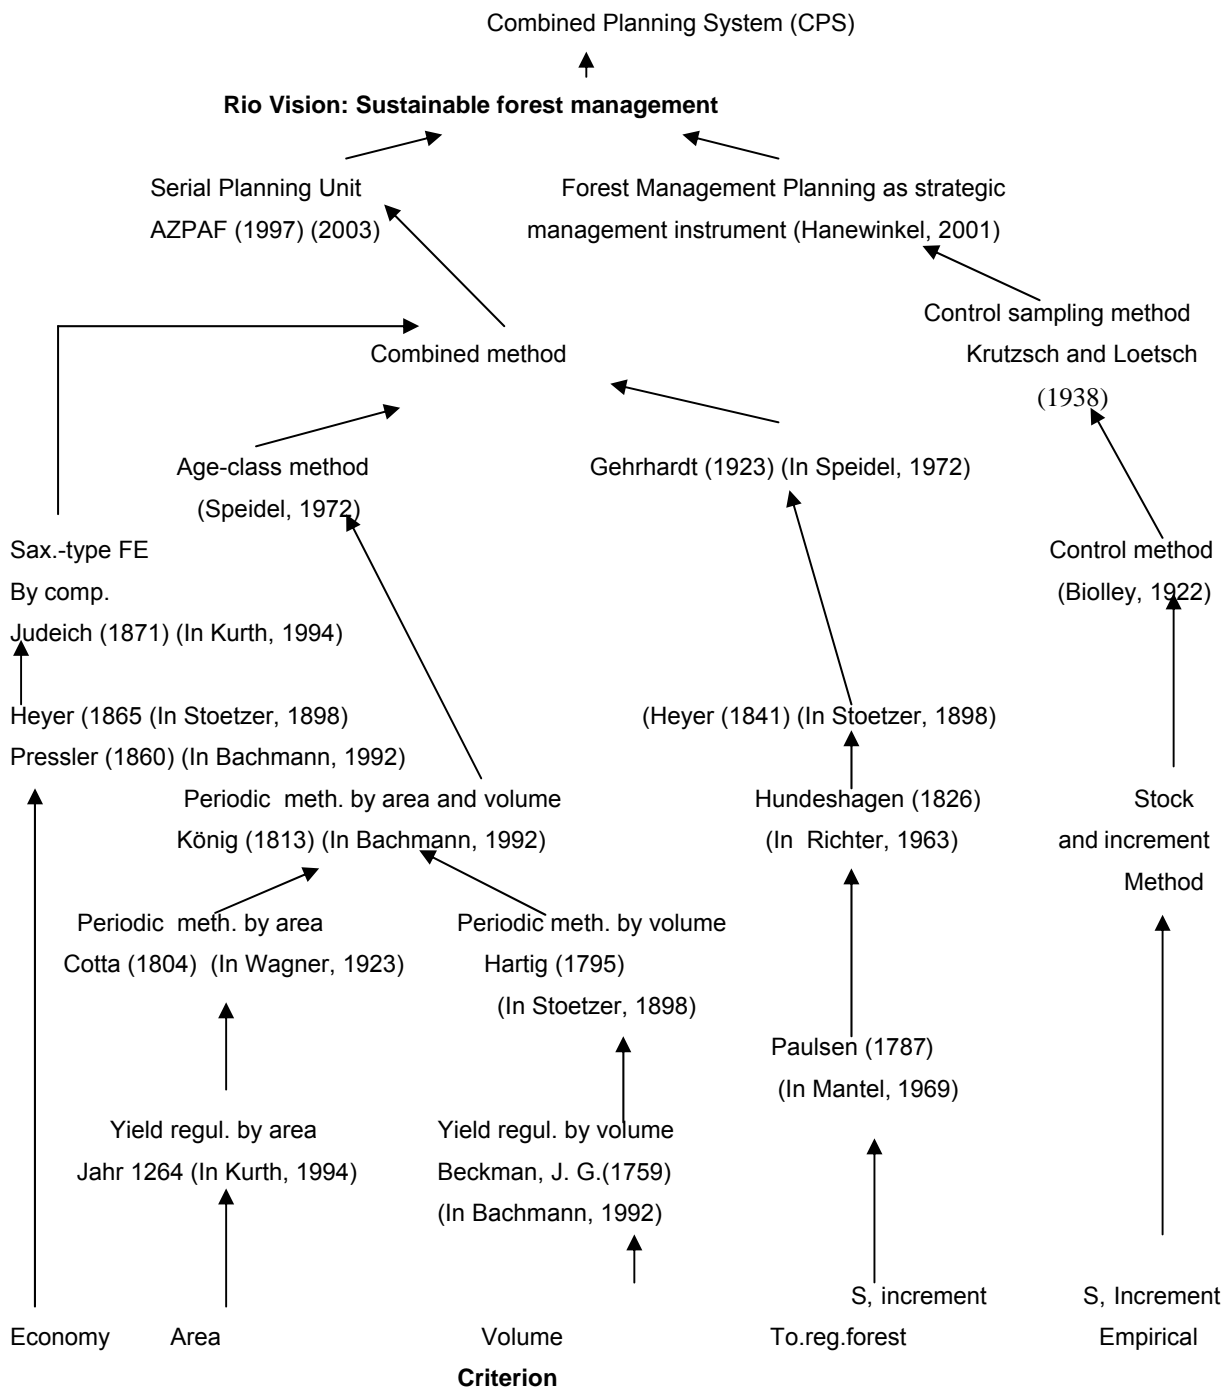 Combined Planning System (CPS)
Rio Vision: Sustainable forest management
Serial Planning Unit
AZPAF (1997) (2003)
Forest Management Planning as strategic
management instrument (Hanewinkel, 2001)
Control sampling method
Krutzsch and Loetsch
(1938)
Combined method
Age-class method
(Speidel, 1972)
Gehrhardt (1923) (In Speidel, 1972)
Sax.-type FE
By comp.
Judeich (1871) (In Kurth, 1994)
Control method
(Biolley, 1922)
Heyer (1865 (In Stoetzer, 1898)
Pressler (1860) (In Bachmann, 1992)
(Heyer (1841) (In Stoetzer, 1898)
Periodic meth. by area and volume
König (1813) (In Bachmann, 1992)
Hundeshagen (1826)
(In Richter, 1963)
Stock
and increment
Method
Periodic meth. by area
Cotta (1804) (In Wagner, 1923)
Periodic meth. by volume
Hartig (1795)
(In Stoetzer, 1898)
Paulsen (1787)
(In Mantel, 1969)
Yield regul. by area
Jahr 1264 (In Kurth, 1994)
Yield regul. by volume
Beckman, J. G.(1759)
(In Bachmann, 1992)
S, increment
S, Increment
Economy
Area
Volume
To.reg.forest
Empirical
Criterion